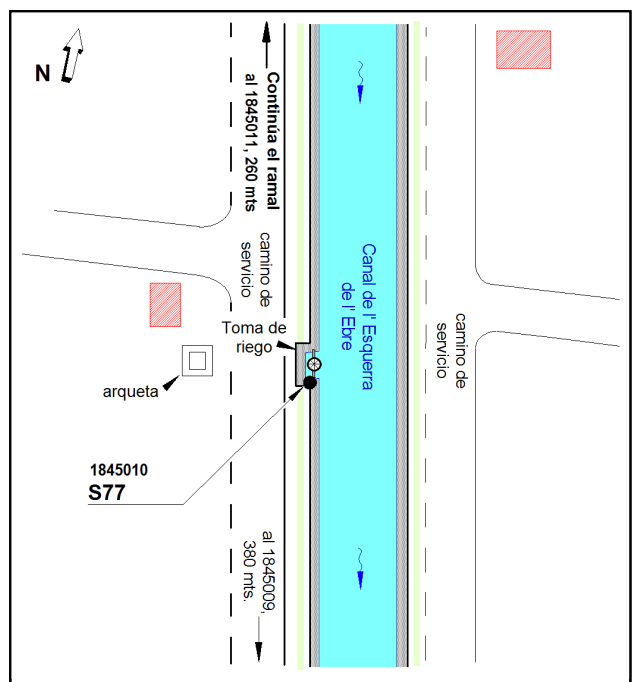 N
Continúa el ramal
al 1845011, 260 mts
camino de
servicio
Canal de l' Esquerra
de l' Ebre
camino de
servicio
Toma de
riego
arqueta
1845010
S77
al 1845009,
380 mts.